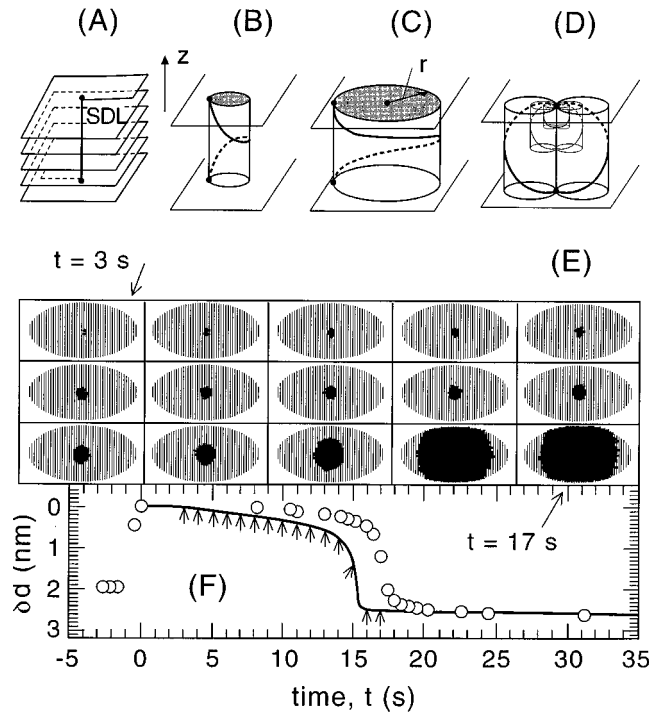 (A) (B) (C) (D)
z
SDL
r
t = 3 s
(E)
0
1
2
3
δd (nm)
(F)
t = 17 s
-5 0 5 10 15 20 25 30 35
time, t (s)